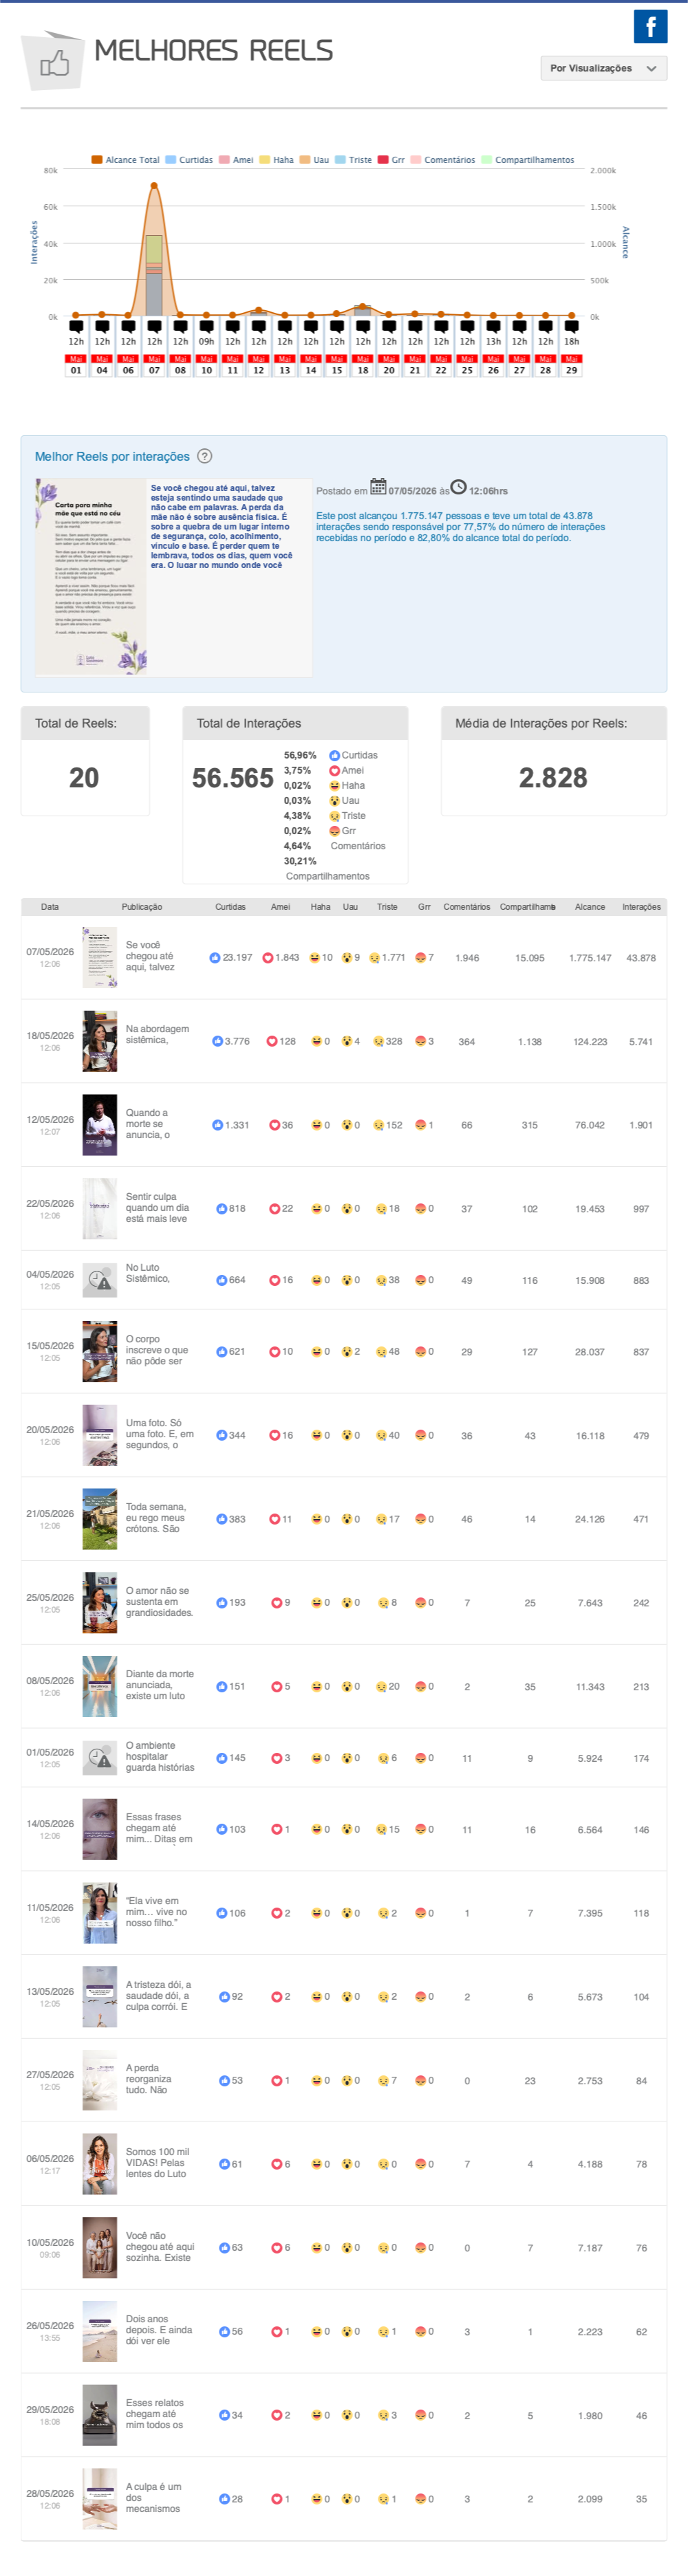 MELHORES REELS
Por Visualizações
Alcance Total Curtidas Amei Haha Uau Triste Grr Comentários Compartilhamentos
80k 2.000k
60k 1.500k
40k 1.000k
20k 500k
0k 0k
Interações
Alcance
12h 12h 12h 12h 12h 09h 12h 12h 12h 12h 12h 12h 12h 12h 12h 12h 13h 12h 12h 18h
Mai Mai Mai Mai Mai Mai Mai Mai Mai Mai Mai Mai Mai Mai Mai Mai Mai Mai Mai Mai
01 04 06 07 08 10 11 12 13 14 15 18 20 21 22 25 26 27 28 29
Melhor Reels por interações ?
Carta para minha
mãe que está no céu
Se você chegou até aqui, talvez
esteja sentindo uma saudade que
não cabe em palavras. A perda da
mãe não é sobre ausência física. É
sobre a quebra de um lugar interno
de segurança, colo, acolhimento,
vínculo e base. É perder quem te
lembrava, todos os dias, quem você
era. O lugar no mundo onde você
Postado em 07/05/2026 às 12:06hrs
Este post alcançou 1.775.147 pessoas e teve um total de 43.878
interações sendo responsável por 77,57% do número de interações
recebidas no período e 82,80% do alcance total do período.
Total de Reels:
20
Total de Interações
56.565
56,96% Curtidas
3,75% Amei
0,02% Haha
0,03% Uau
4,38% Triste
0,02% Grr
4,64% Comentários
30,21%
Compartilhamentos
Média de Interações por Reels:
2.828
Data Publicação Curtidas Amei Haha Uau Triste Grr Comentários Compartilham Alcance Interações
07/05/2026 12:06
Se você
chegou até
aqui, talvez
23.197 1.843 10 9 1.771 7 1.946 15.095 1.775.147 43.878
18/05/2026 12:06
Na abordagem
sistêmica,
3.776 128 0 4 328 3 364 1.138 124.223 5.741
12/05/2026 12:07
Quando a
morte se
anuncia, o
1.331 36 0 0 152 1 66 315 76.042 1.901
22/05/2026 12:06
Sentir culpa
quando um dia
está mais leve
818 22 0 0 18 0 37 102 19.453 997
04/05/2026 12:05
No Luto
Sistêmico,
664 16 0 0 38 0 49 116 15.908 883
15/05/2026 12:05
O corpo
inscreve o que
não pôde ser
621 10 0 2 48 0 29 127 28.037 837
20/05/2026 12:06
Uma foto. Só
uma foto. E, em
segundos, o
344 16 0 0 40 0 36 43 16.118 479
21/05/2026 12:06
Toda semana,
eu rego meus
crótons. São
383 11 0 0 17 0 46 14 24.126 471
25/05/2026 12:05
O amor não se
sustenta em
grandiosidades.
193 9 0 0 8 0 7 25 7.643 242
08/05/2026 12:06
Diante da morte
anunciada,
existe um luto
151 5 0 0 20 0 2 35 11.343 213
01/05/2026 12:05
O ambiente
hospitalar
guarda histórias
145 3 0 0 6 0 11 9 5.924 174
14/05/2026 12:06
Essas frases
chegam até
mim... Ditas em
103 1 0 0 15 0 11 16 6.564 146
11/05/2026 12:06
"Ela vive em
mim... vive no
nosso filho."
106 2 0 0 2 0 1 7 7.395 118
13/05/2026 12:05
A tristeza dói, a
saudade dói, a
culpa corrói. E
92 2 0 0 2 0 2 6 5.673 104
27/05/2026 12:05
A perda
reorganiza
tudo. Não
53 1 0 0 7 0 0 23 2.753 84
06/05/2026 12:17
Somos 100 mil
VIDAS! Pelas
lentes do Luto
61 6 0 0 0 0 7 4 4.188 78
10/05/2026 09:06
Você não
chegou até aqui
sozinha. Existe
63 6 0 0 0 0 0 7 7.187 76
26/05/2026 13:55
Dois anos
depois. E ainda
dói ver ele
56 1 0 0 1 0 3 1 2.223 62
29/05/2026 18:08
Esses relatos
chegam até
mim todos os
34 2 0 0 3 0 2 5 1.980 46
28/05/2026 12:06
A culpa é um
dos
mecanismos
28 1 0 0 1 0 3 2 2.099 35